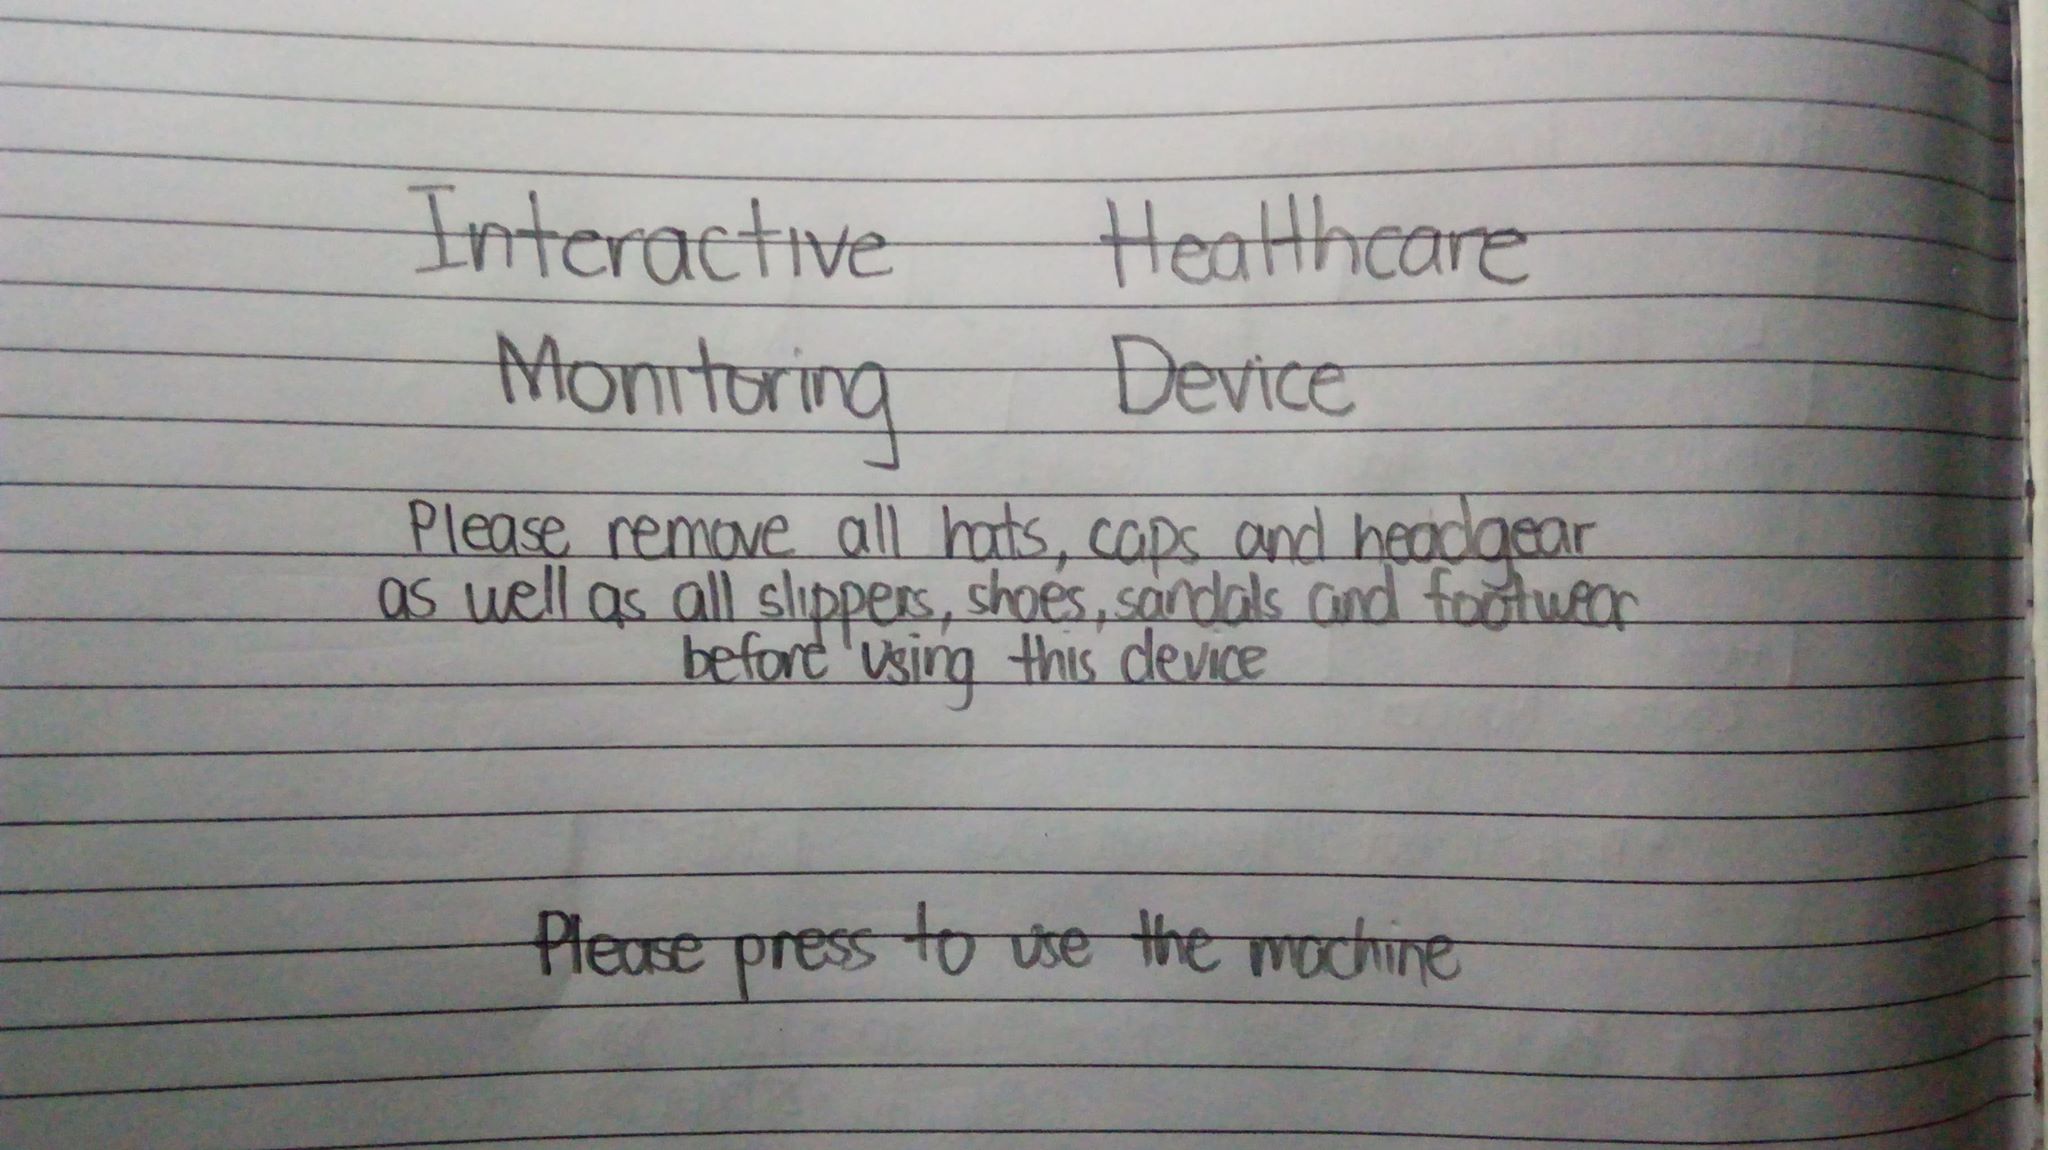 Interactive Healthcare
Monitoring Device
Please remove all hats, caps and headgear
as well as all slippers, shoes, sandals and footwear
before using this device
Please press to use the machine